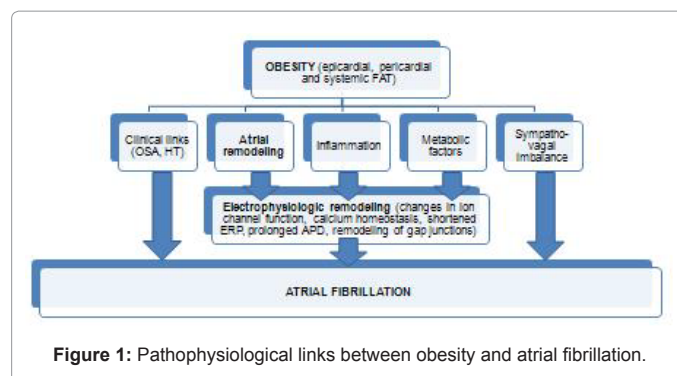 OBESITY (epicardial, pericardial
and systemic FAT)
Clinical links
(OSA, HT)
Atrial
remodeling
Inflammation
Metabolic
factors
Sympatho-
vagal
imbalance
Electrophysiologic remodeling (changes in ion
channel function, calcium homeostasis, shortened
ERP, prolonged APD, remodeling of gap junctions)
ATRIAL FIBRILLATION
Figure 1: Pathophysiological links between obesity and atrial fibrillation.